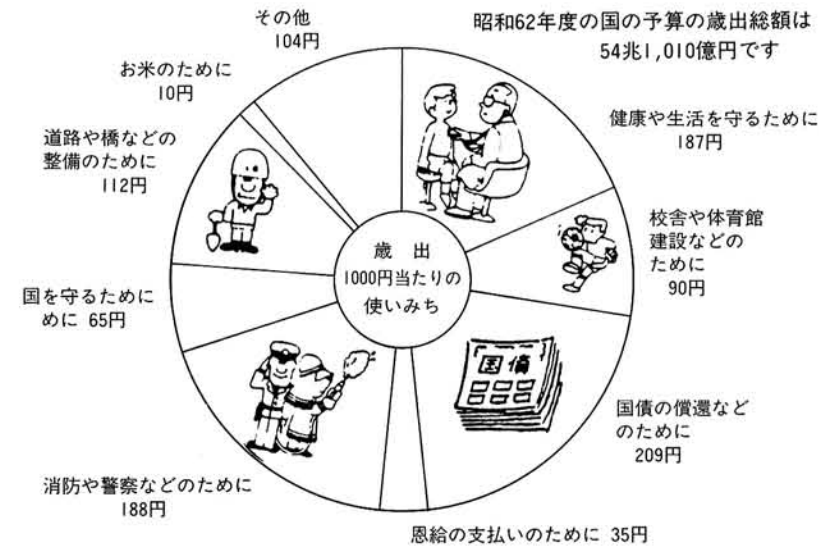 昭和62年度の国の予算の歳出総額は
54兆1,010億円です
健康や生活を守るために
187円
校舎や体育館
建設などの
ために
90円
国債の償還など
のために
209円
恩給の支払いのために 35円
消防や警察などのために
188円
国を守るために
めに 65円
道路や橋などの
整備のために
112円
お米のために
10円
その他
104円
歳 出
1000円当たりの
使いみち
国債